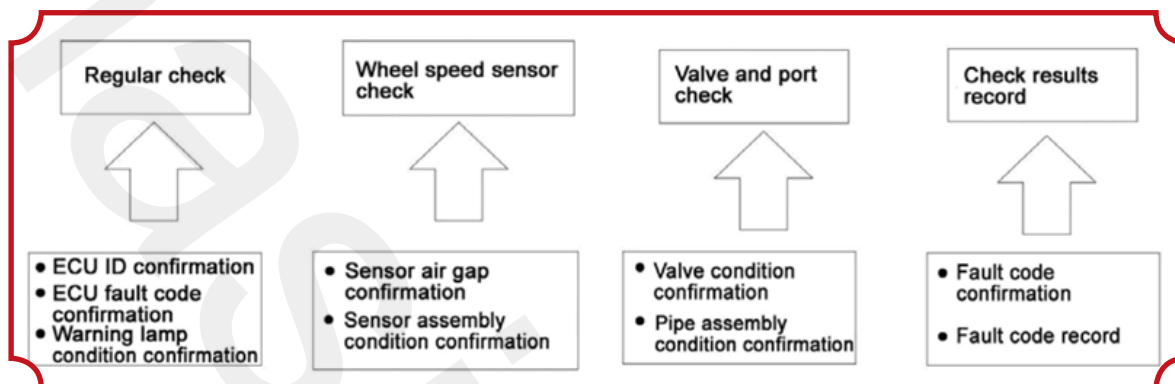 Regular check
Wheel speed sensor
check
Valve and port
check
Check results
record
• ECU ID confirmation
• ECU fault code
confirmation
• Warning lamp
condition confirmation
• Sensor air gap
confirmation
• Sensor assembly
condition confirmation
• Valve condition
confirmation
• Pipe assembly
condition confirmation
• Fault code
confirmation
• Fault code record